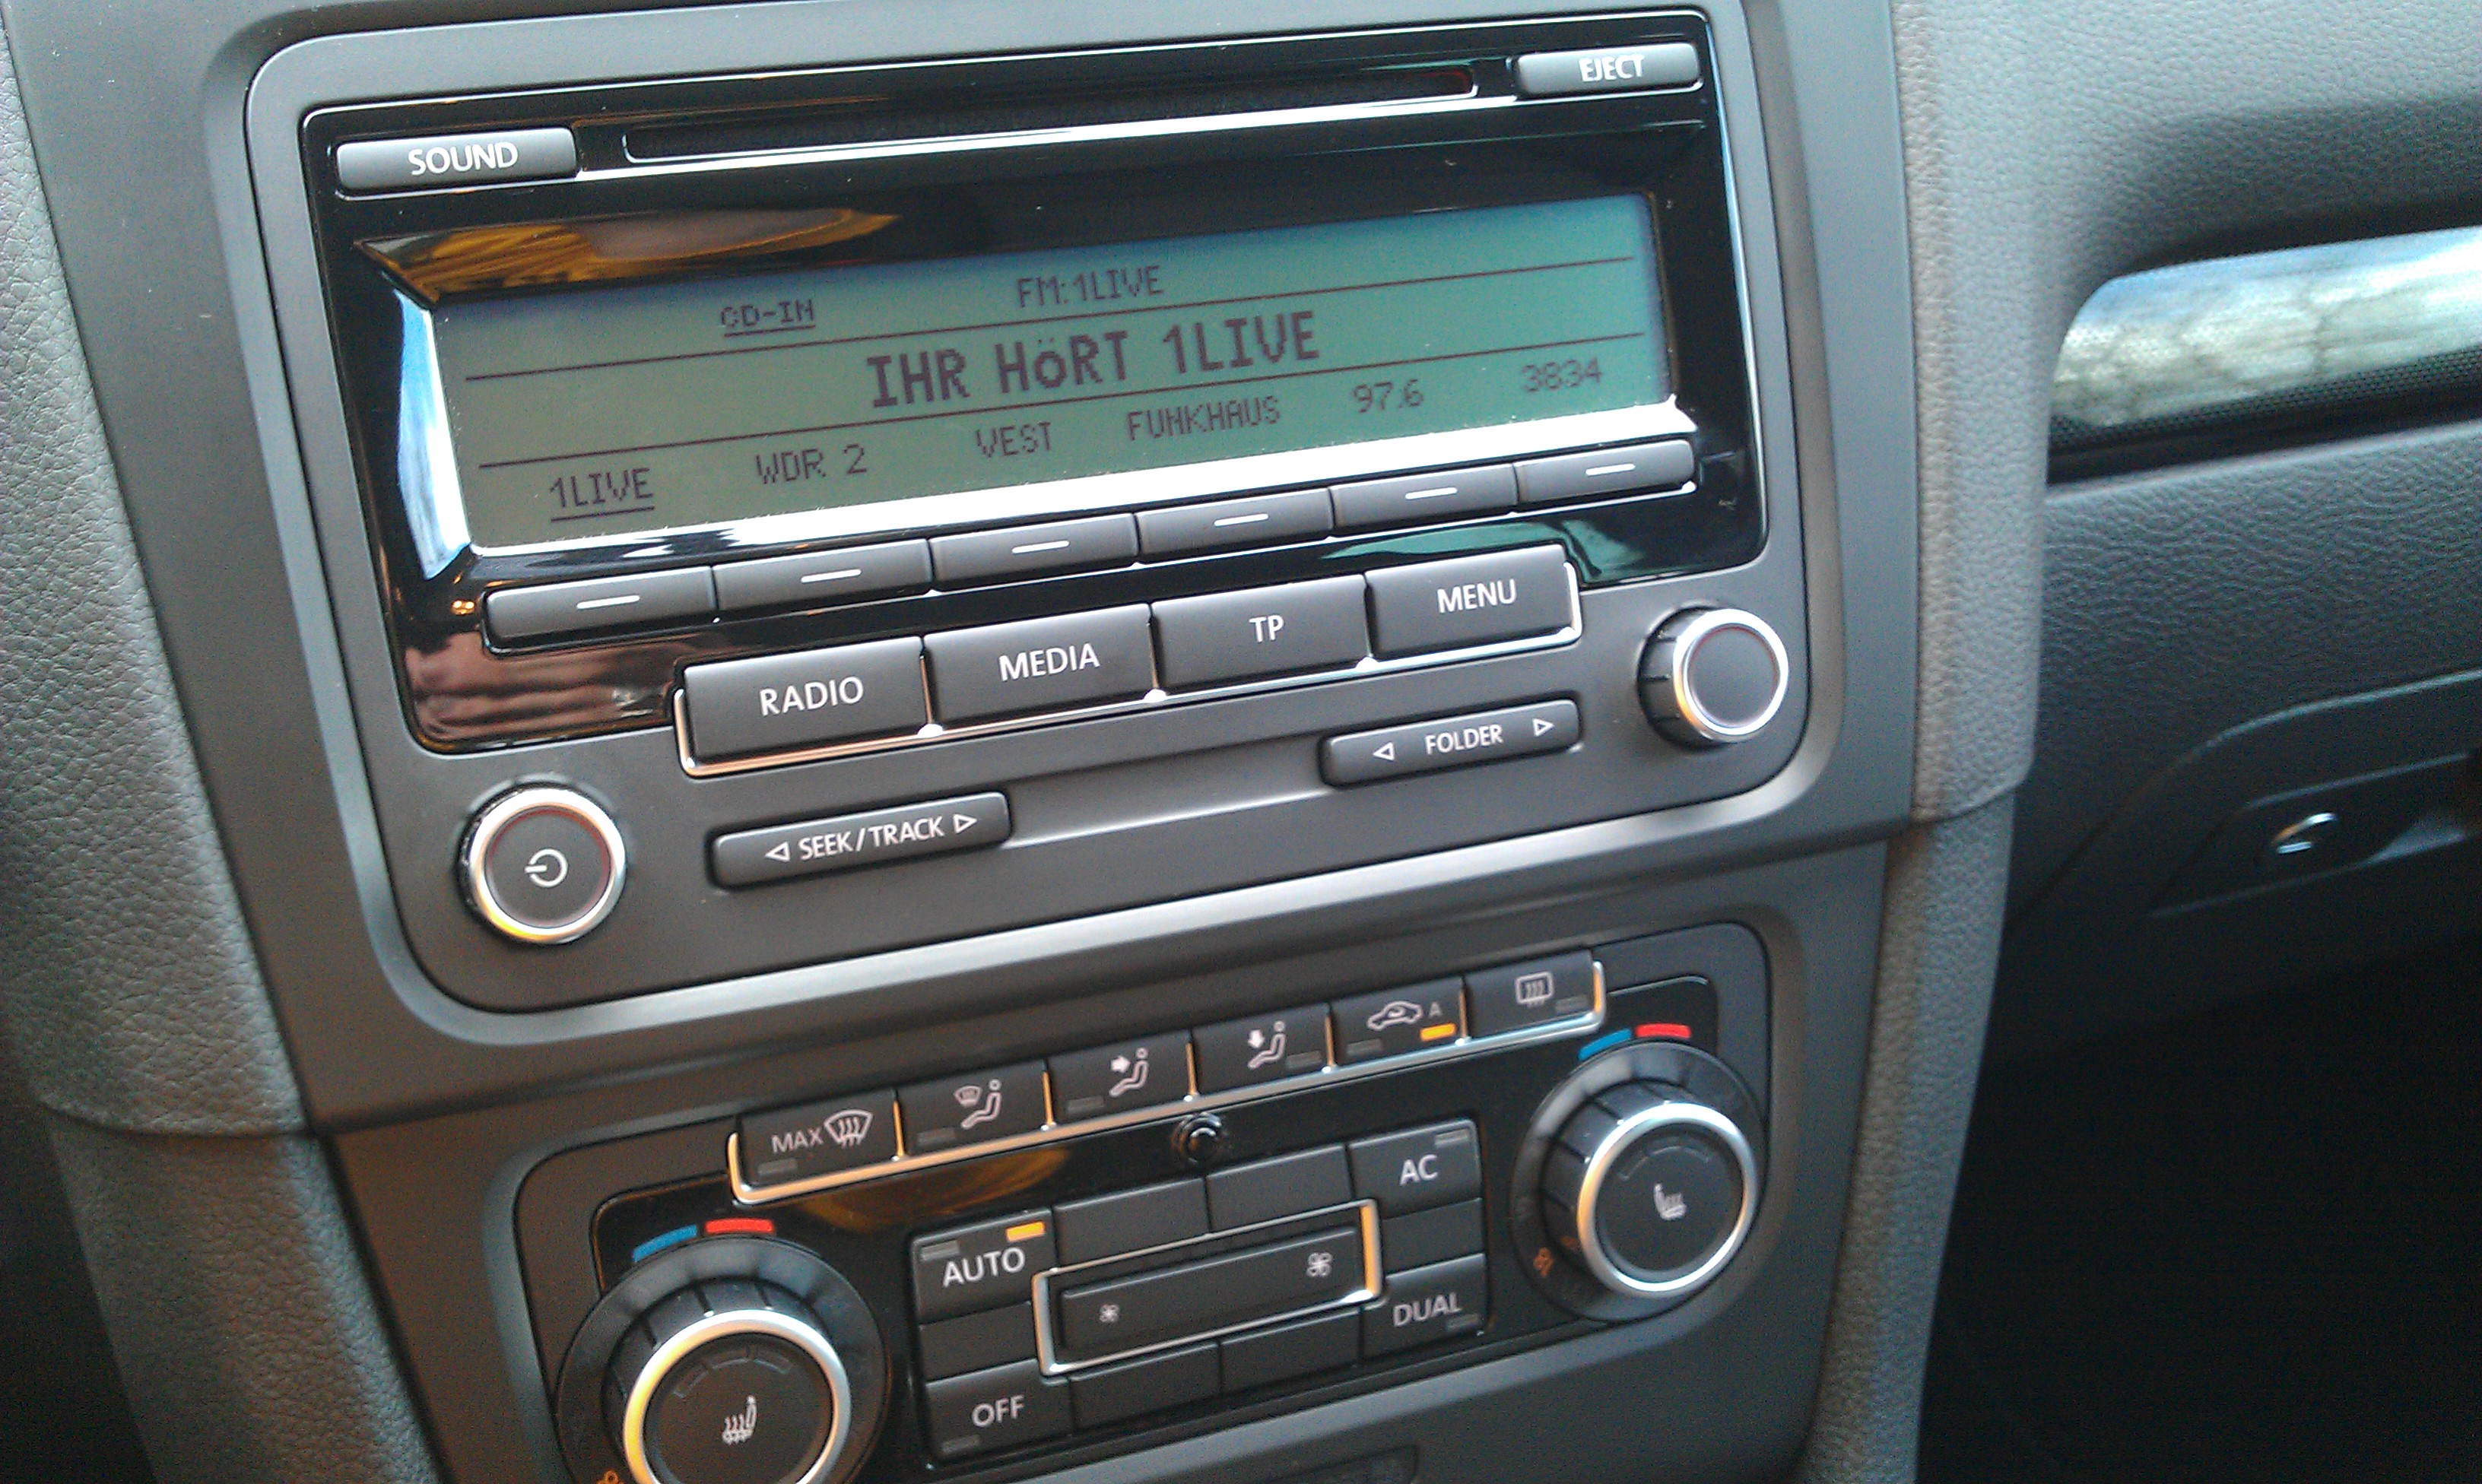 EJECT
SOUND
CD-IN FM:1LIVE
IHR HöRT 1LIVE
1LIVE WDR 2 VEST FUNKHAUS 97.6 3834
RADIO MEDIA TP MENU
SEEK/TRACK FOLDER
MAX A
AUTO AC
OFF DUAL